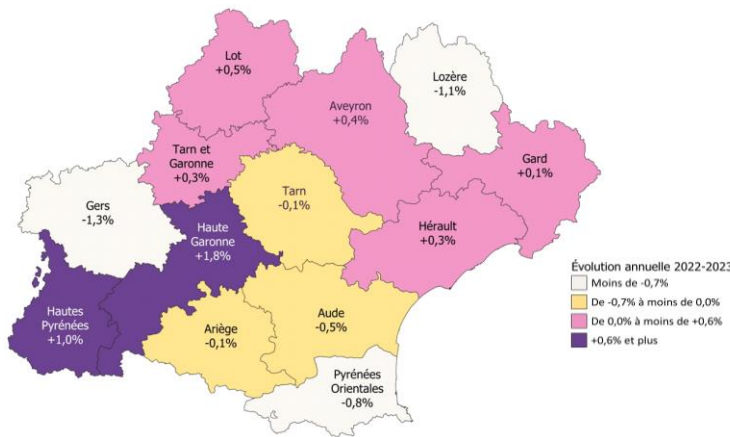 Lot
+0,5%
Lozère
-1,1%
Aveyron
+0,4%
Tarn et
Garonne
+0,3%
Gard
+0,1%
Tarn
-0,1%
Gers
-1,3%
Haute
Garonne
+1,8%
Hérault
+0,3%
Hautes
Pyrénées
+1,0%
Ariège
-0,1%
Aude
-0,5%
Pyrénées
Orientales
-0,8%
Évolution annuelle 2022-2023
Moins de -0,7%
De -0,7% à moins de 0,0%
De 0,0% à moins de +0,6%
+0,6% et plus